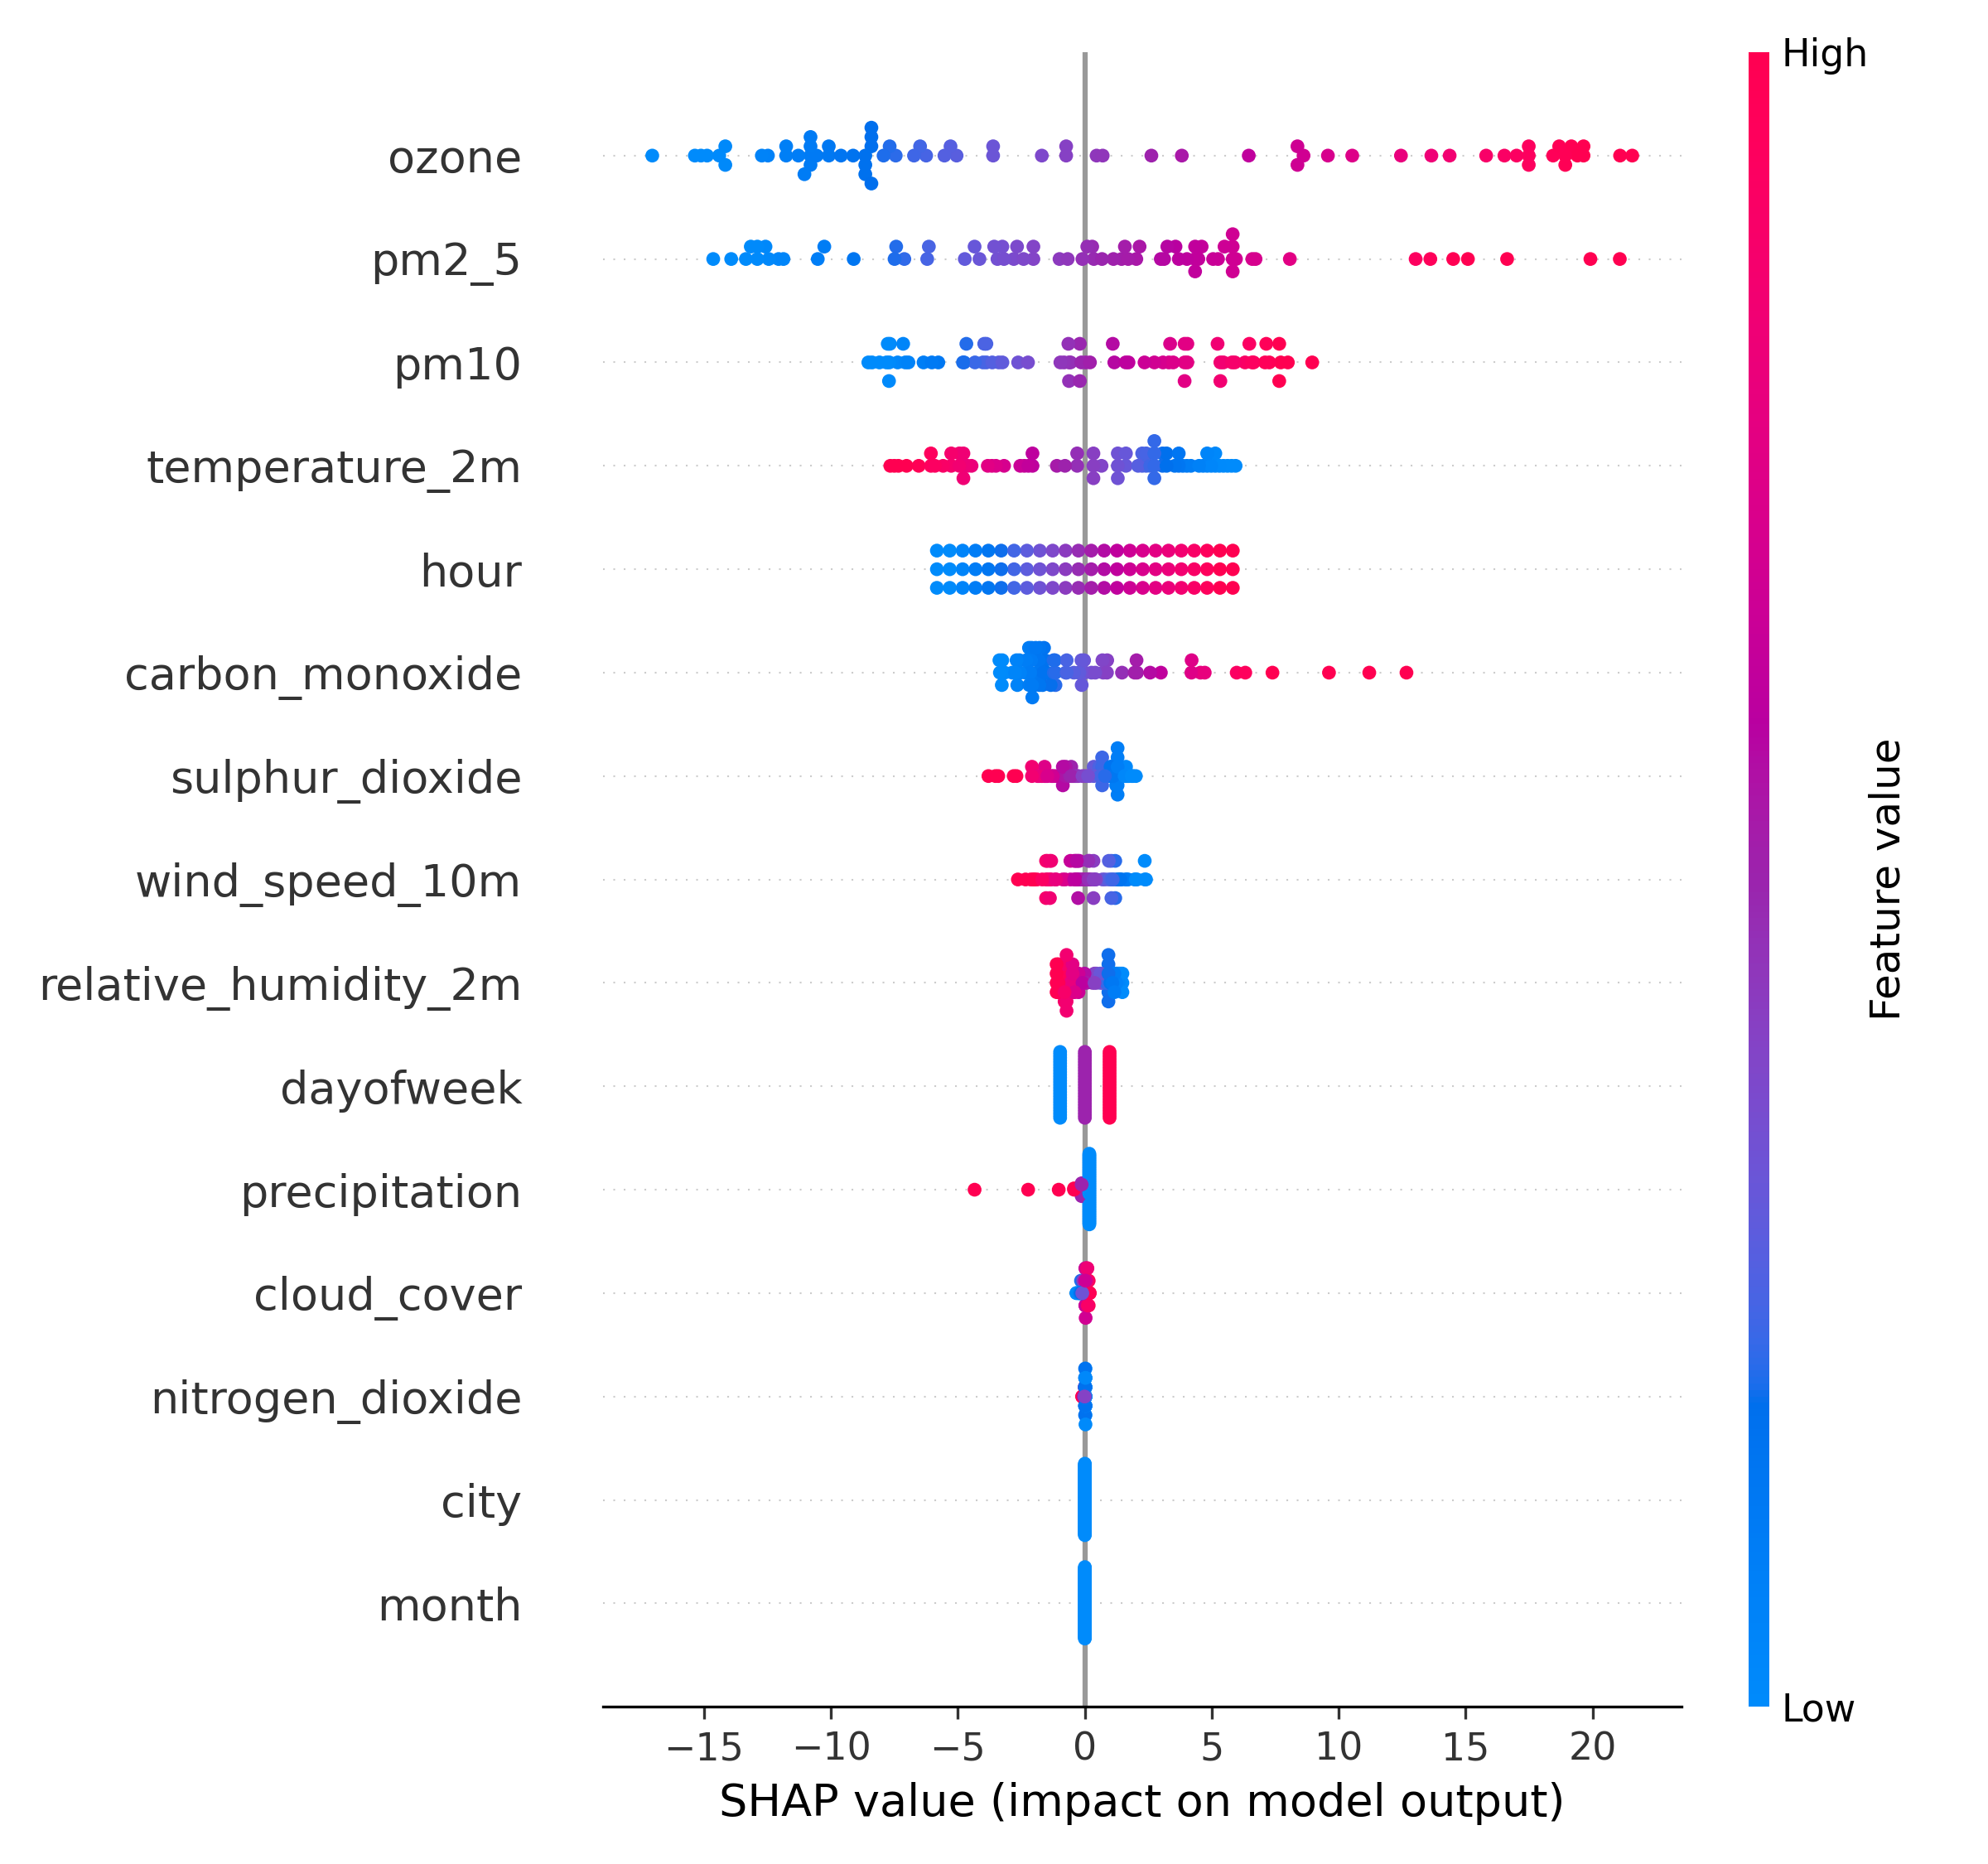 High
ozone
pm2_5
pm10
temperature_2m
hour
carbon_monoxide
sulphur_dioxide
wind_speed_10m
relative_humidity_2m
dayofweek
precipitation
cloud_cover
nitrogen_dioxide
city
month
Feature value
Low
−15 −10 −5 0 5 10 15 20
SHAP value (impact on model output)